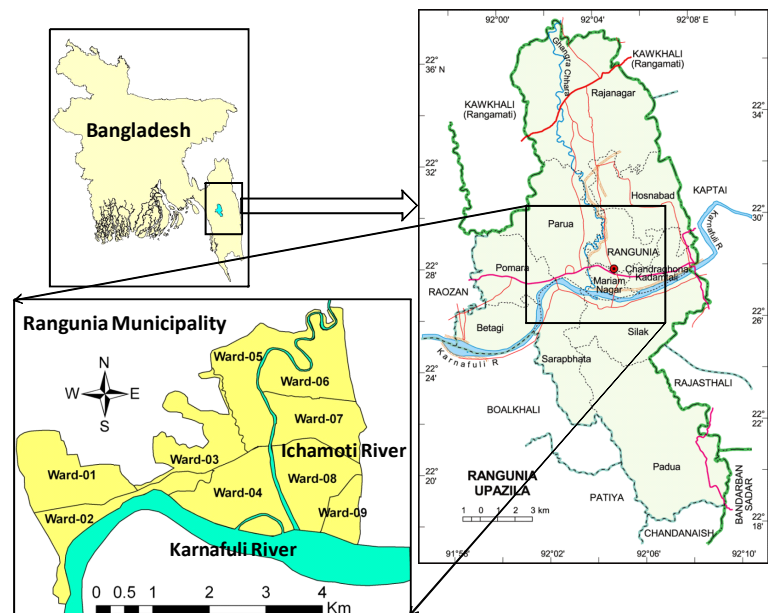 Bangladesh
92° 00'
92° 04'
92° 08' E
22°
36' N
KAWKHALI
(Rangamati)
Ghangra Chhara
Rajanagar
KAWKHALI
(Rangamati)
22°
34'
22°
32'
Hosnabad
KAPTAI
Karnafuli R
22°
30'
Parua
RANGUNIA
22°
28'
Pomara
Chandraghona
Kadamtali
Mariam
Nagar
RAOZAN
22°
26'
Betagi
Silak
Karnafuli R
Sarapbhata
22°
24'
RAJASTHALI
BOALKHALI
22°
22'
22°
20'
RANGUNIA
UPAZILA
Padua
BANDARBAN
SADAR
PATIYA
1 0 1 2 3 km
22°
18'
CHANDANAISH
91° 58'
92° 02'
92° 06'
92° 10'
Rangunia Municipality
N
W E
S
Ward-05
Ward-06
Ward-07
Ichamoti River
Ward-03
Ward-01
Ward-08
Ward-04
Ward-02
Ward-09
Karnafuli River
0 0.5 1 2 3 4
Km